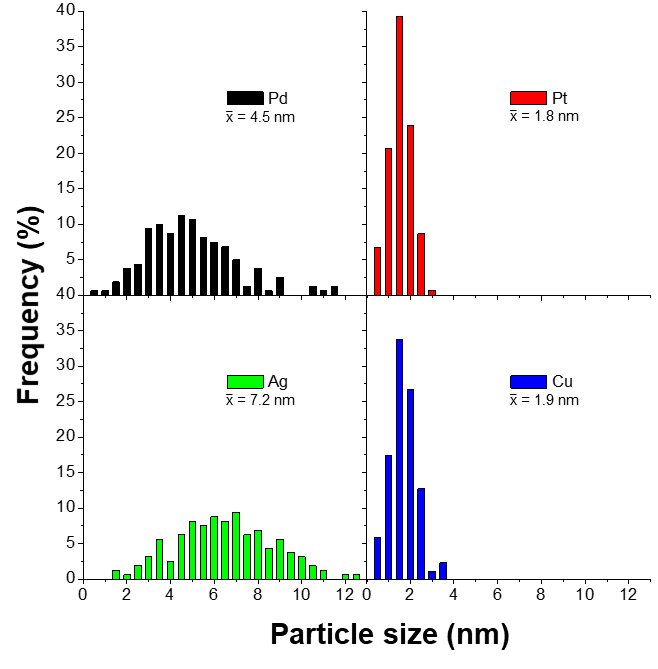 40
35
30
25
20
15
10
5
Pd
x̅ = 4.5 nm
Pt
x̅ = 1.8 nm
Frequency (%)
40
35
30
25
20
15
10
5
0
Ag
x̅ = 7.2 nm
Cu
x̅ = 1.9 nm
0 2 4 6 8 10 12 0 2 4 6 8 10 12
Particle size (nm)